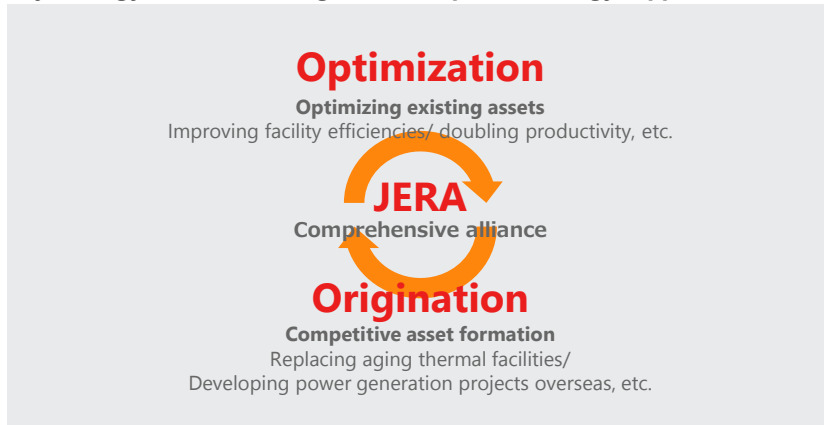 Optimization
Optimizing existing assets
Improving facility efficiencies/ doubling productivity, etc.
JERA
Comprehensive alliance
Origination
Competitive asset formation
Replacing aging thermal facilities/
Developing power generation projects overseas, etc.